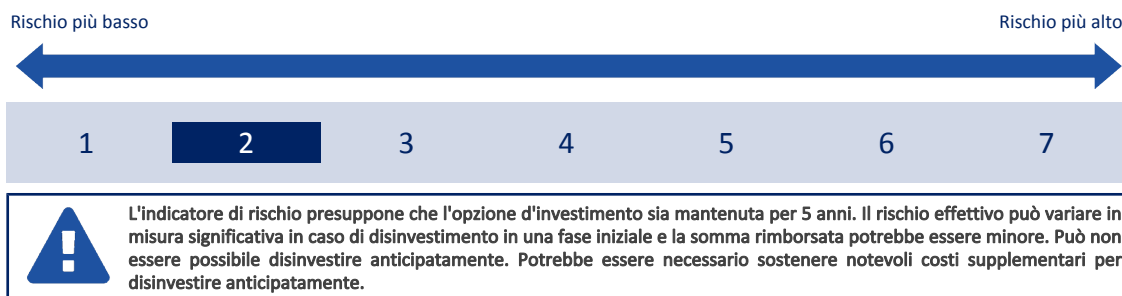 Rischio più basso Rischio più alto
1 2 3 4 5 6 7
L'indicatore di rischio presuppone che l'opzione d'investimento sia mantenuta per 5 anni. Il rischio effettivo può variare in
misura significativa in caso di disinvestimento in una fase iniziale e la somma rimborsata potrebbe essere minore. Può non
essere possibile disinvestire anticipatamente. Potrebbe essere necessario sostenere notevoli costi supplementari per
disinvestire anticipatamente.